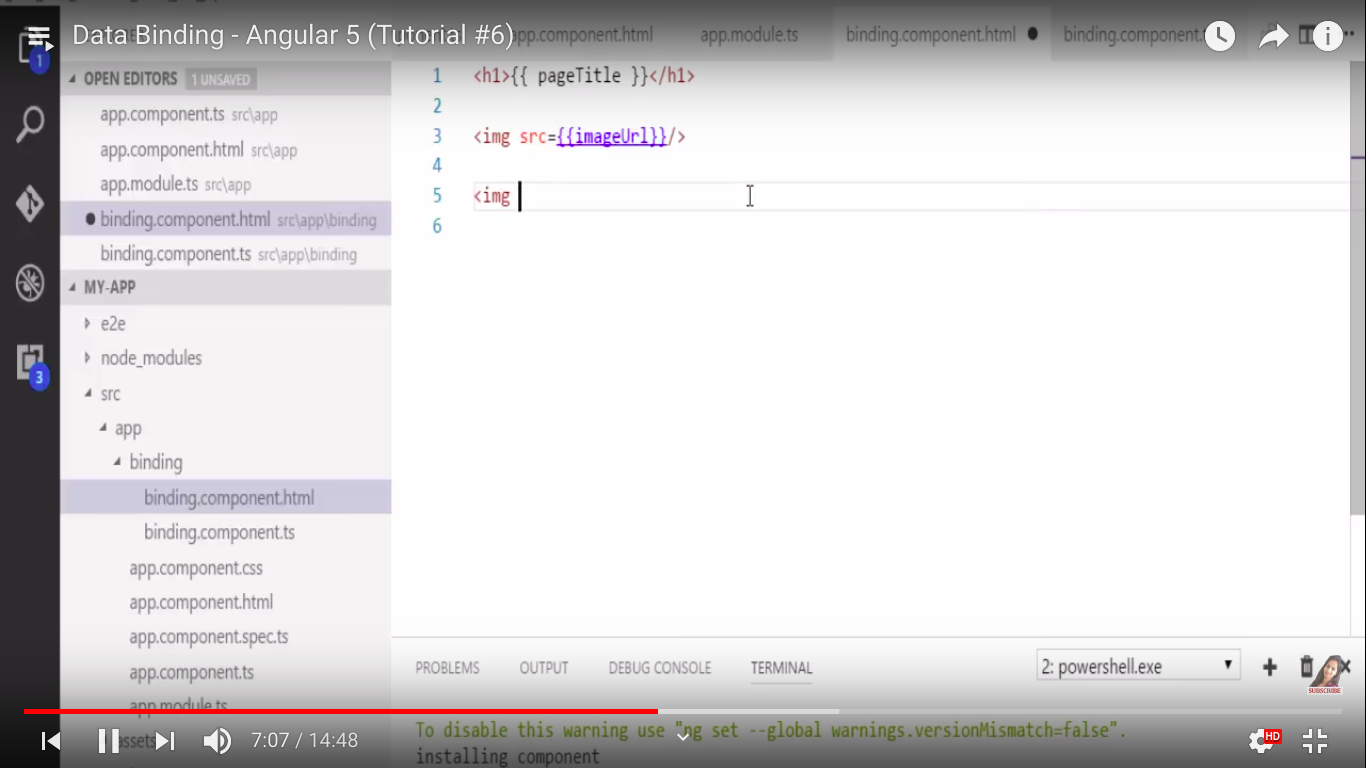 Data Binding - Angular 5 (Tutorial #6)
app.component.html
app.module.ts
binding.component.html
binding.component.
1
OPEN EDITORS 1 UNSAVED
app.component.ts src\app
app.component.html src\app
app.module.ts src\app
binding.component.html src\app\binding
binding.component.ts src\app\binding
MY-APP
e2e
node_modules
3
src
app
binding
binding.component.html
binding.component.ts
app.component.css
app.component.html
app.component.spec.ts
app.component.ts
app.module.ts
assets
1 <h1>{{ pageTitle }}</h1>
2
3 <img src={{imageUrl}}/>
4
5 <img
6
PROBLEMS OUTPUT DEBUG CONSOLE TERMINAL 2: powershell.exe
SUBSCRIBE
To disable this warning use "ng set --global warnings.versionMismatch=false".
installing component
7:07 / 14:48
HD